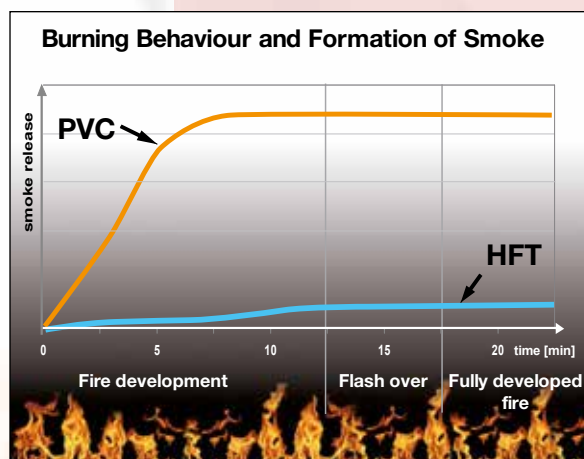 Burning Behaviour and Formation of Smoke
smoke release
PVC
HFT
0 5 10 15 20 time [min]
Fire development Flash over Fully developed
fire